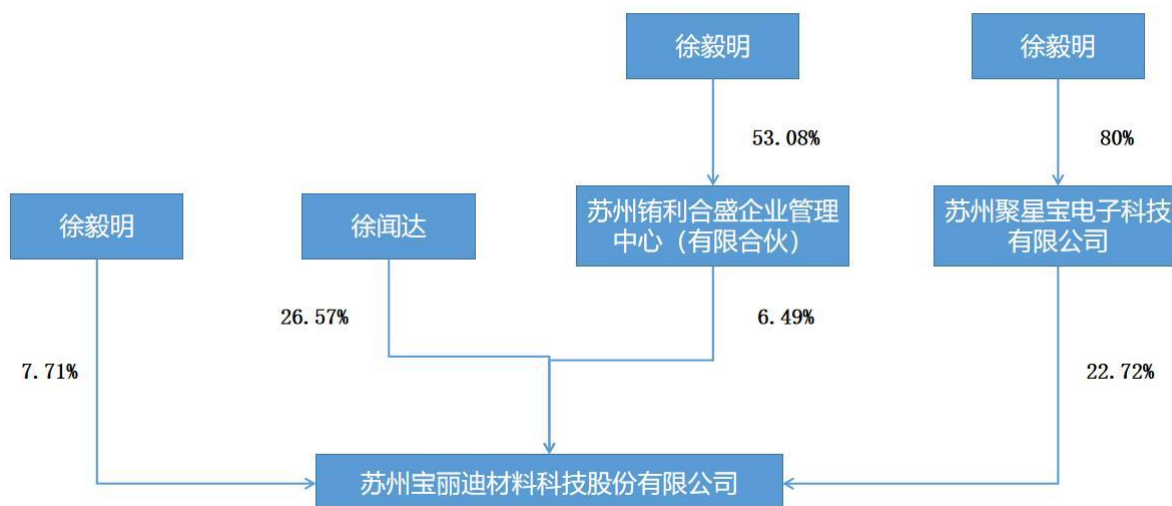 徐毅明
徐毅明
53.08%
80%
徐毅明
徐闻达
苏州铕利合盛企业管理
中心（有限合伙）
苏州聚星宝电子科技
有限公司
26.57%
6.49%
7.71%
22.72%
苏州宝丽迪材料科技股份有限公司